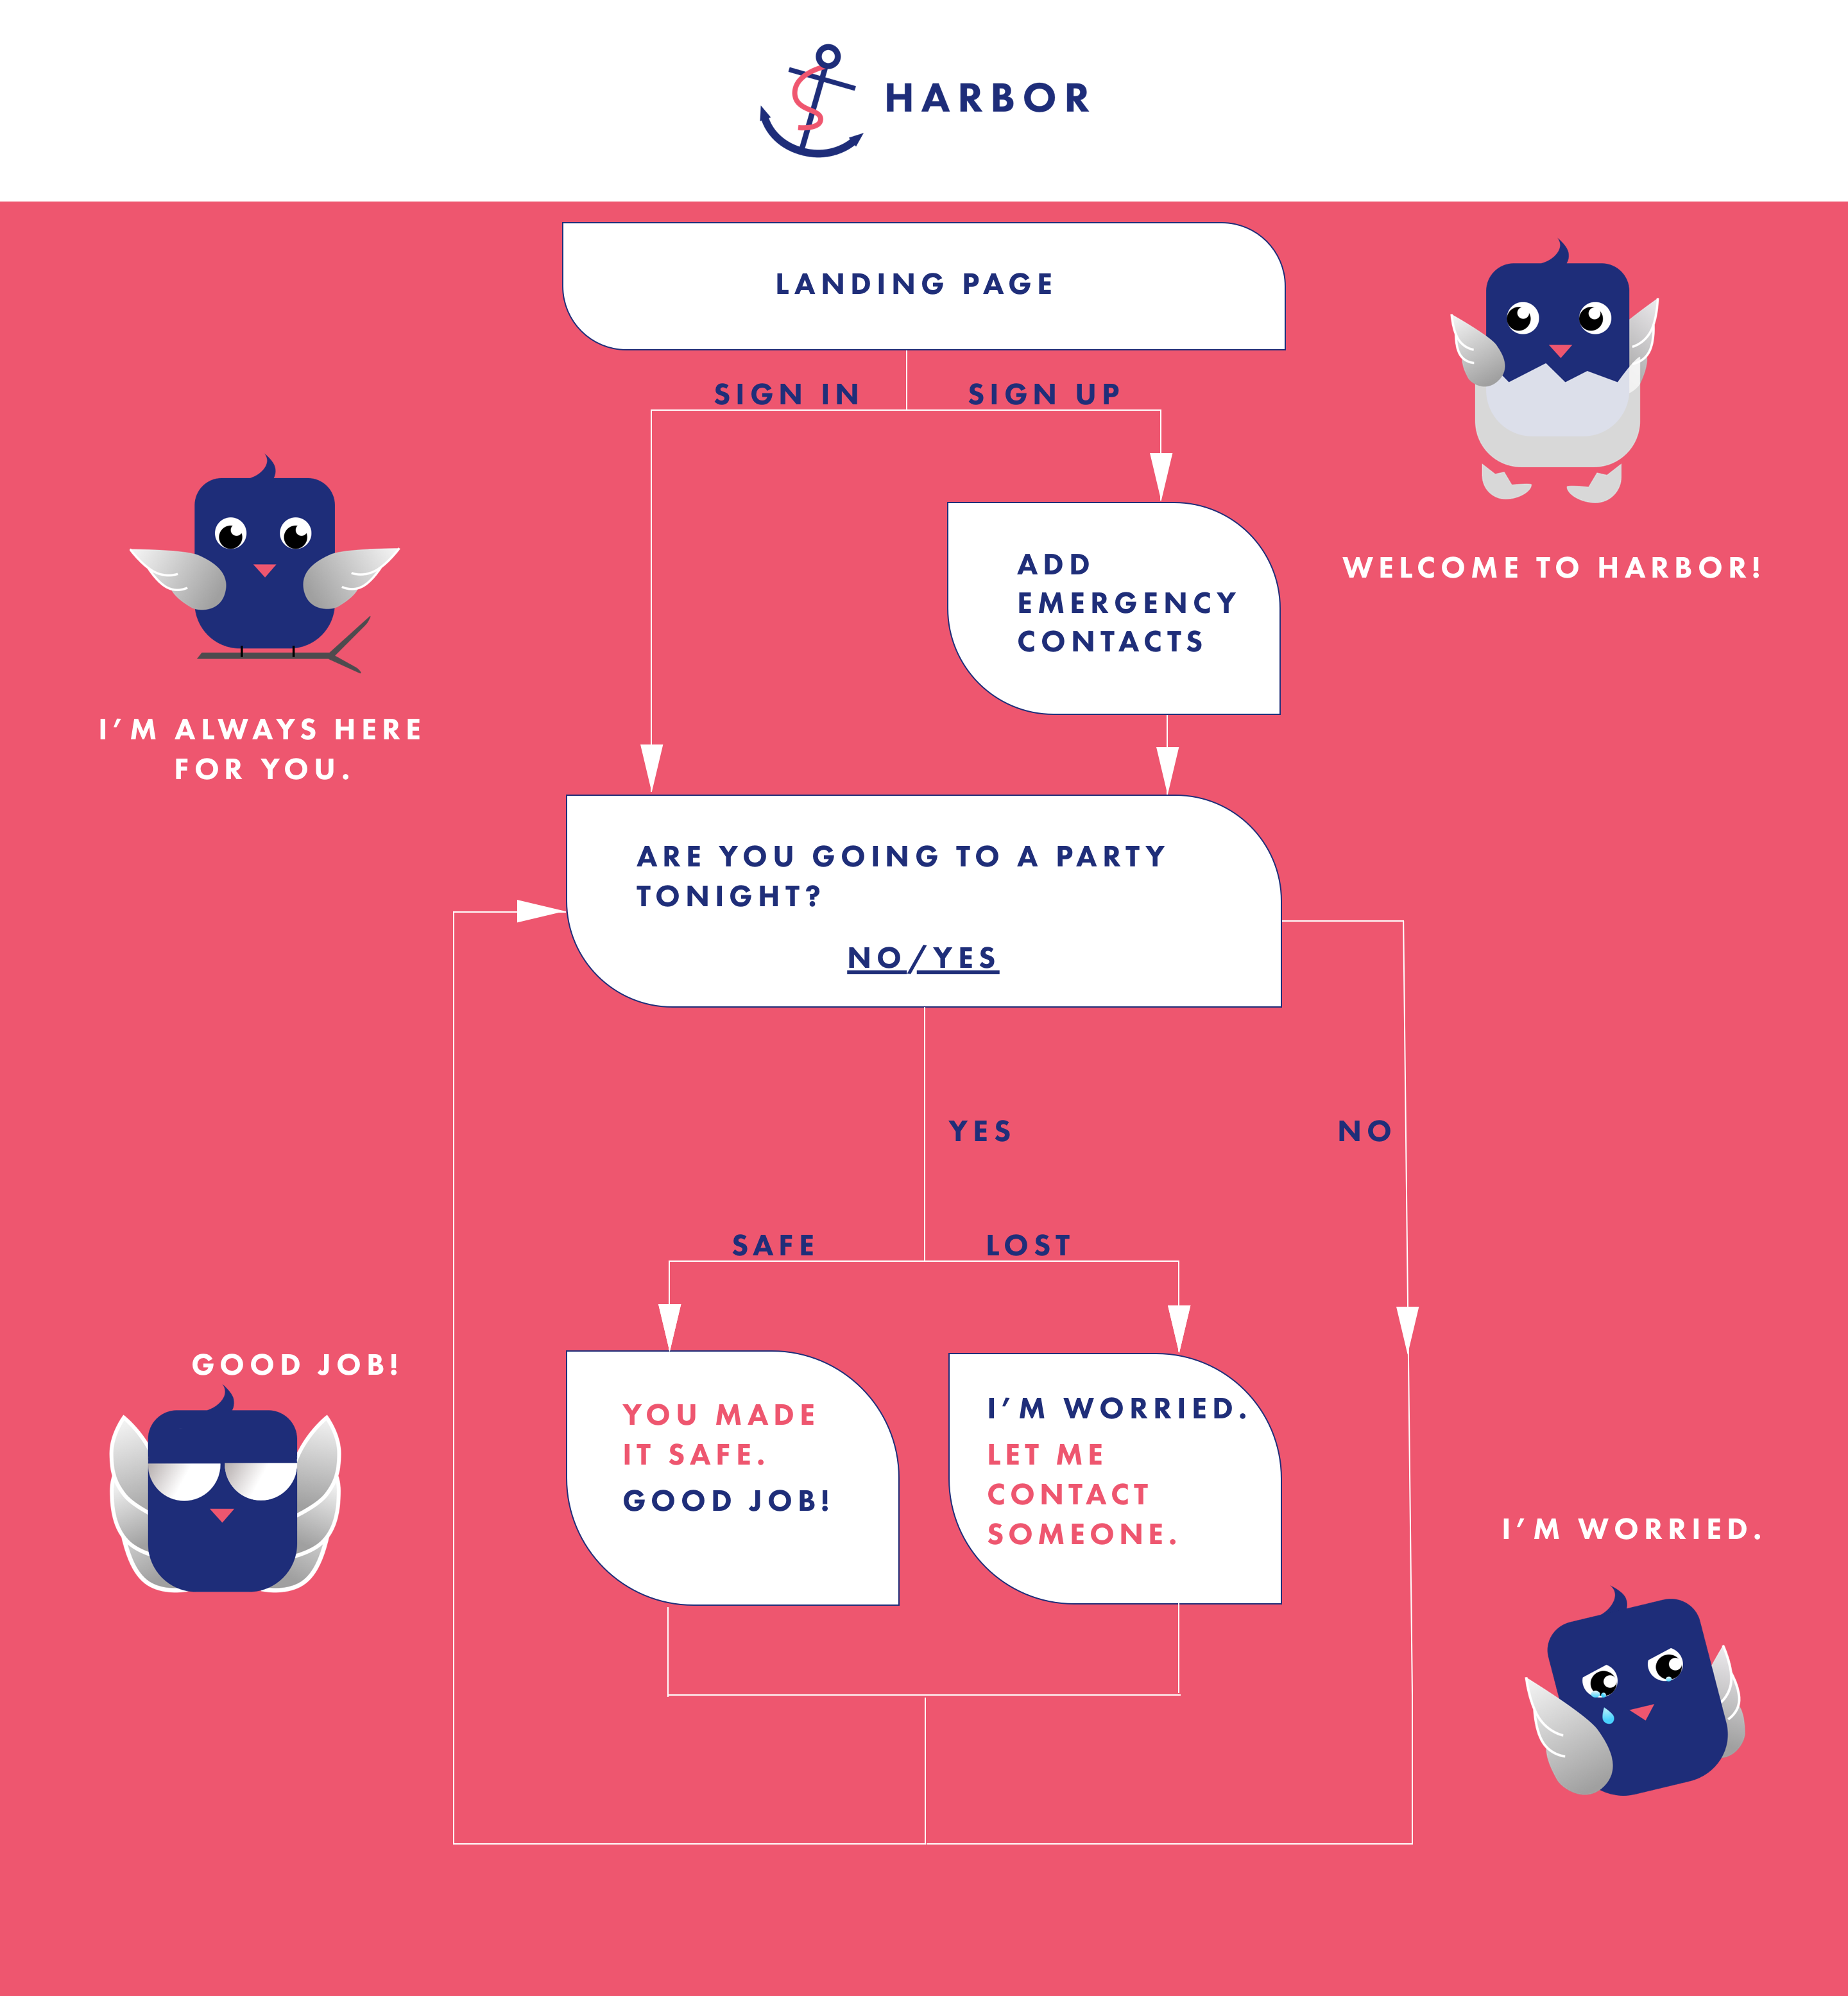 HARBOR
LANDING PAGE
SIGN IN
SIGN UP
ADD
EMERGENCY
CONTACTS
WELCOME TO HARBOR!
I’M ALWAYS HERE
FOR YOU.
ARE YOU GOING TO A PARTY
TONIGHT?
NO/YES
YES
NO
SAFE
LOST
GOOD JOB!
YOU MADE
IT SAFE.
GOOD JOB!
I’M WORRIED.
LET ME
CONTACT
SOMEONE.
I’M WORRIED.